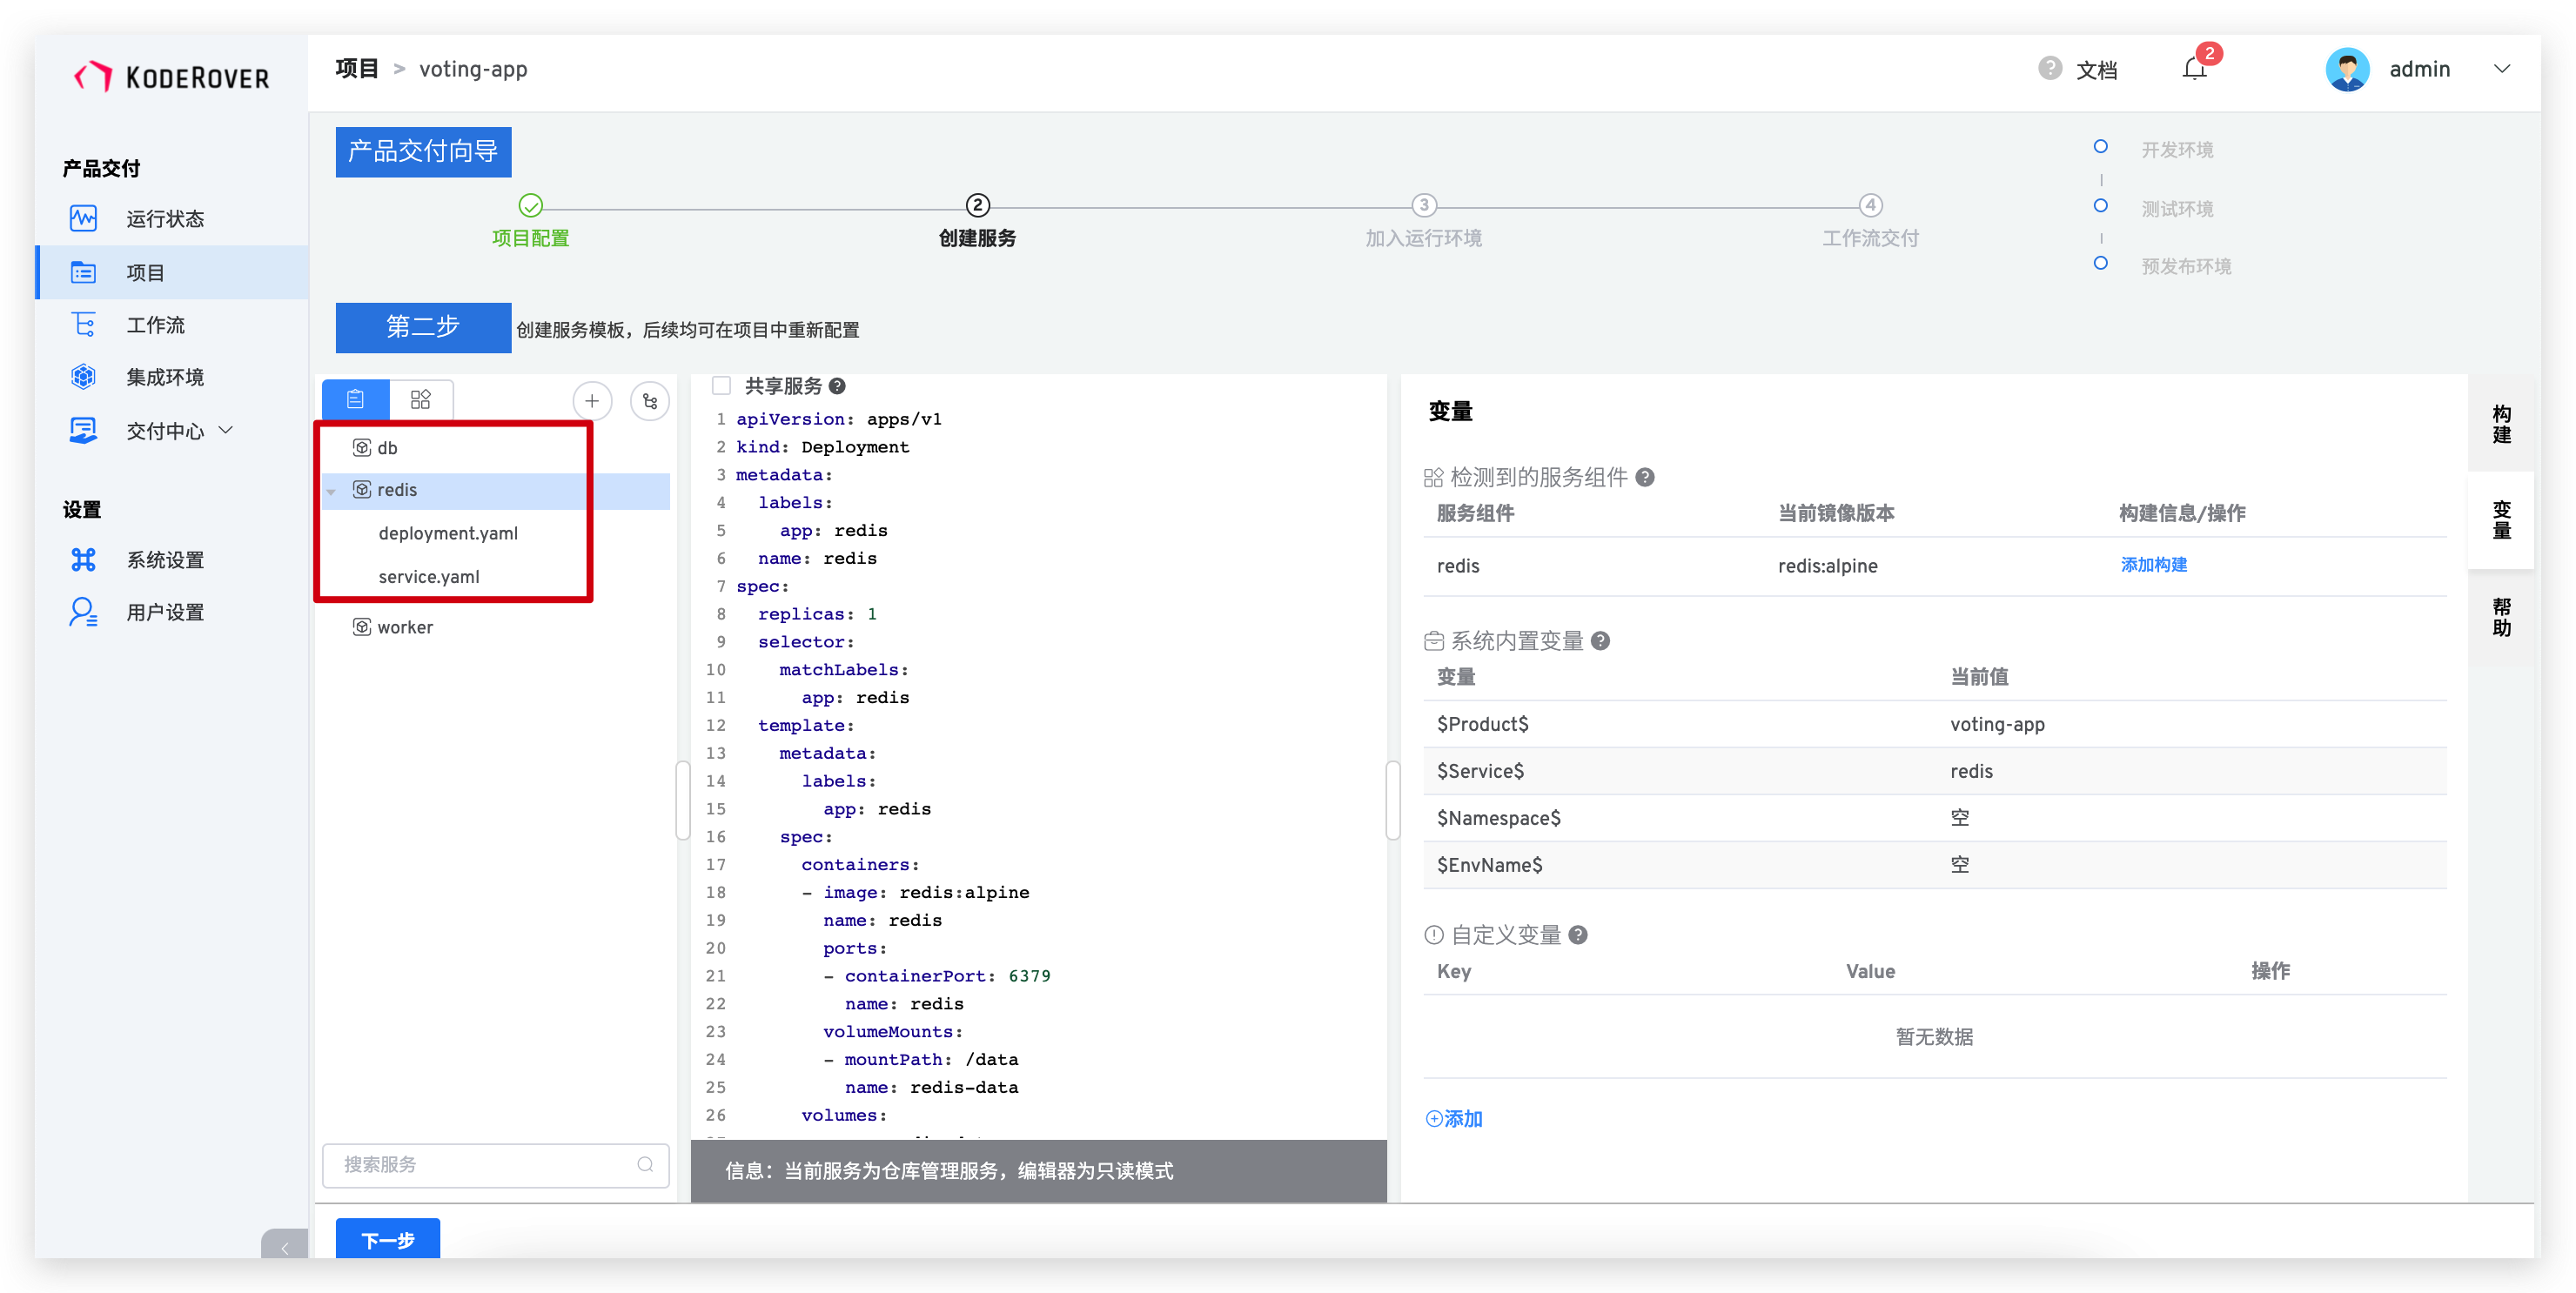 KODEROVER
项目 > voting-app
文档
2
admin
产品交付
运行状态
项目
工作流
集成环境
交付中心
设置
系统设置
用户设置
产品交付向导
项目配置
2
创建服务
3
加入运行环境
4
工作流交付
开发环境
测试环境
预发布环境
第二步
创建服务模板，后续均可在项目中重新配置
db
redis
deployment.yaml
service.yaml
worker
搜索服务
共享服务
1 apiVersion: apps/v1
2 kind: Deployment
3 metadata:
4 labels:
5 app: redis
6 name: redis
7 spec:
8 replicas: 1
9 selector:
10 matchLabels:
11 app: redis
12 template:
13 metadata:
14 labels:
15 app: redis
16 spec:
17 containers:
18 - image: redis:alpine
19 name: redis
20 ports:
21 - containerPort: 6379
22 name: redis
23 volumeMounts:
24 - mountPath: /data
25 name: redis-data
26 volumes:
信息：当前服务为仓库管理服务，编辑器为只读模式
变量
检测到的服务组件
服务组件 当前镜像版本 构建信息/操作
redis redis:alpine 添加构建
系统内置变量
变量 当前值
$Product$ voting-app
$Service$ redis
$Namespace$ 空
$EnvName$ 空
自定义变量
Key Value 操作
暂无数据
添加
构建
变量
帮助
下一步